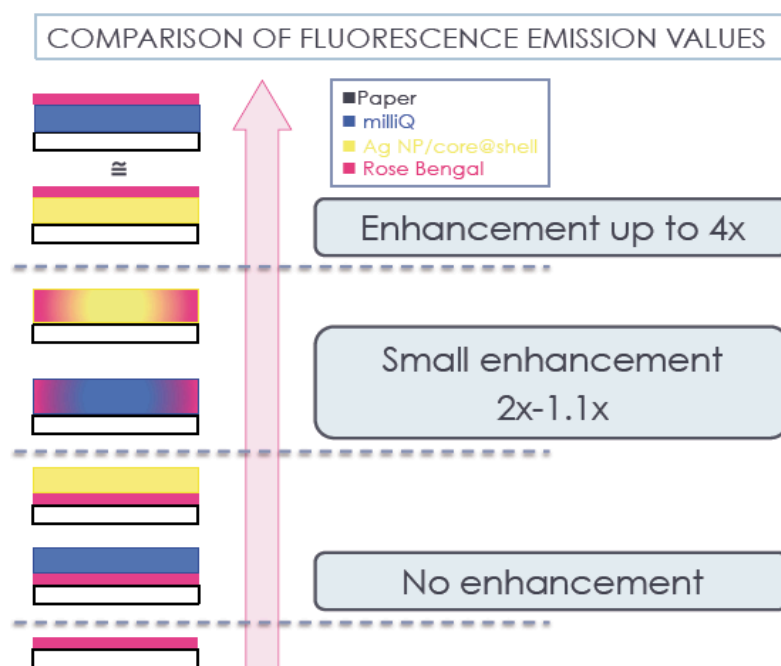 COMPARISON OF FLUORESCENCE EMISSION VALUES
Paper
milliQ
Ag NP/core@shell
Rose Bengal
≅
Enhancement up to 4x
Small enhancement
2x-1.1x
No enhancement